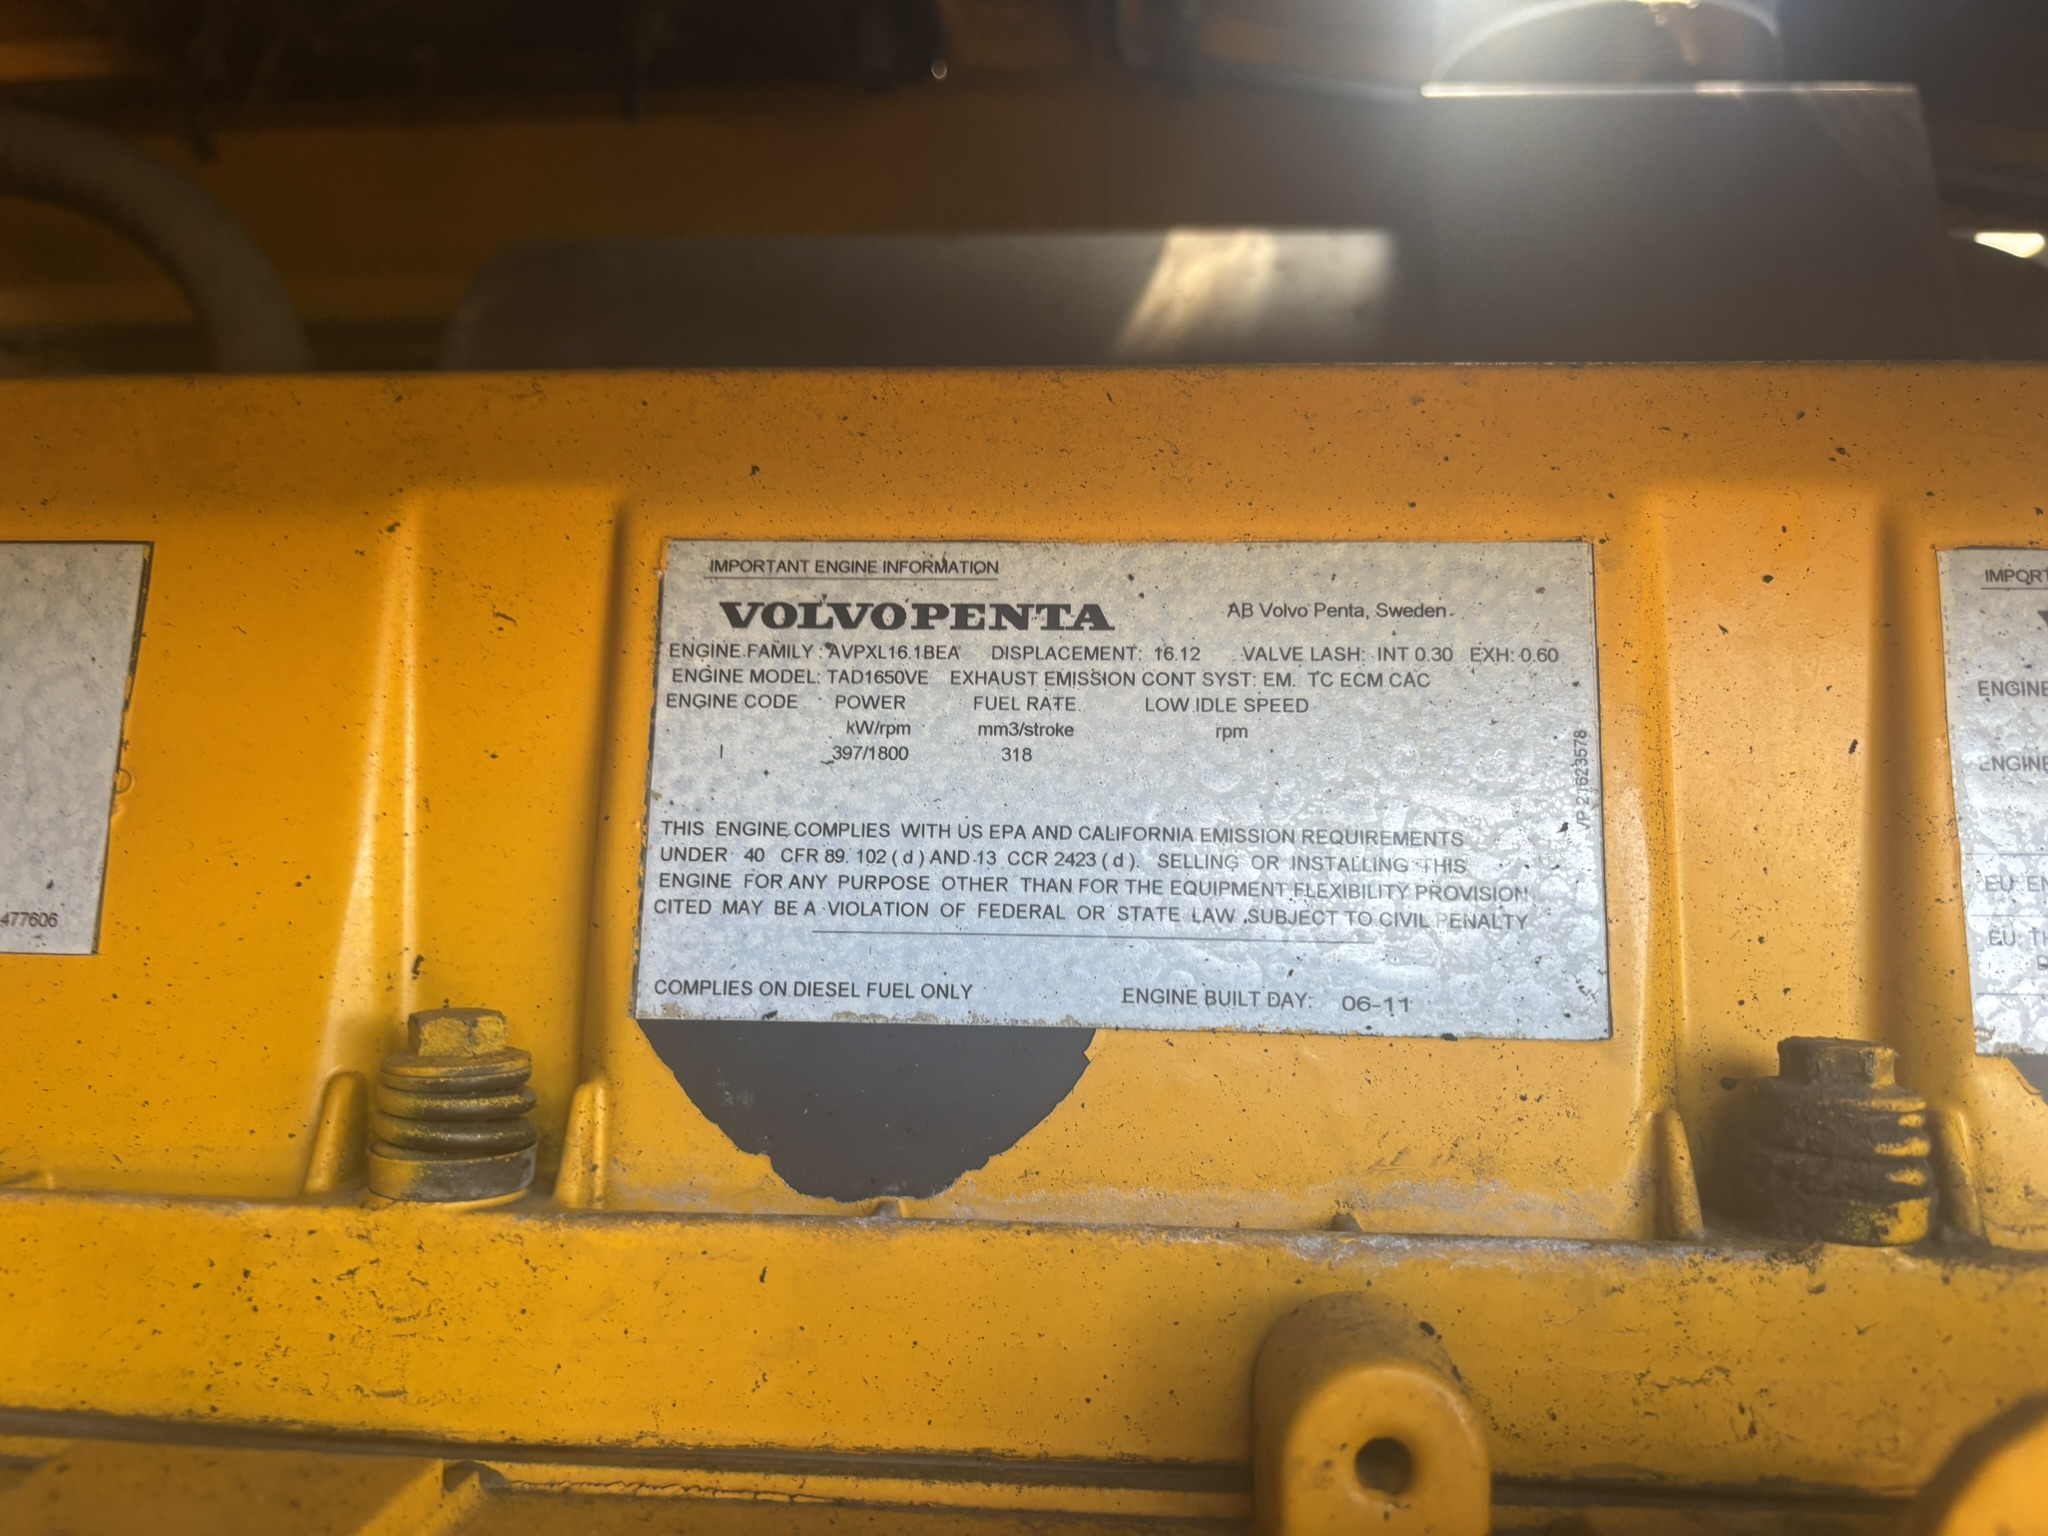 IMPORTANT ENGINE INFORMATION
VOLVO PENTA AB Volvo Penta, Sweden.
ENGINE FAMILY: AVPXL16.1BEA DISPLACEMENT: 16.12 VALVE LASH: INT 0.30 EXH: 0.60
ENGINE MODEL: TAD1650VE EXHAUST EMISSION CONT SYST: EM. TC ECM CAC
ENGINE CODE POWER FUEL RATE LOW IDLE SPEED
kW/rpm mm3/stroke rpm
I 397/1800 318
VP 21623578
THIS ENGINE COMPLIES WITH US EPA AND CALIFORNIA EMISSION REQUIREMENTS
UNDER 40 CFR 89. 102 ( d ) AND 13 CCR 2423 ( d ). SELLING OR INSTALLING THIS
ENGINE FOR ANY PURPOSE OTHER THAN FOR THE EQUIPMENT FLEXIBILITY PROVISION
CITED MAY BE A VIOLATION OF FEDERAL OR STATE LAW SUBJECT TO CIVIL PENALTY
COMPLIES ON DIESEL FUEL ONLY ENGINE BUILT DAY: 06-11
477606
ENGINE
ENGINE
EU:
EU: